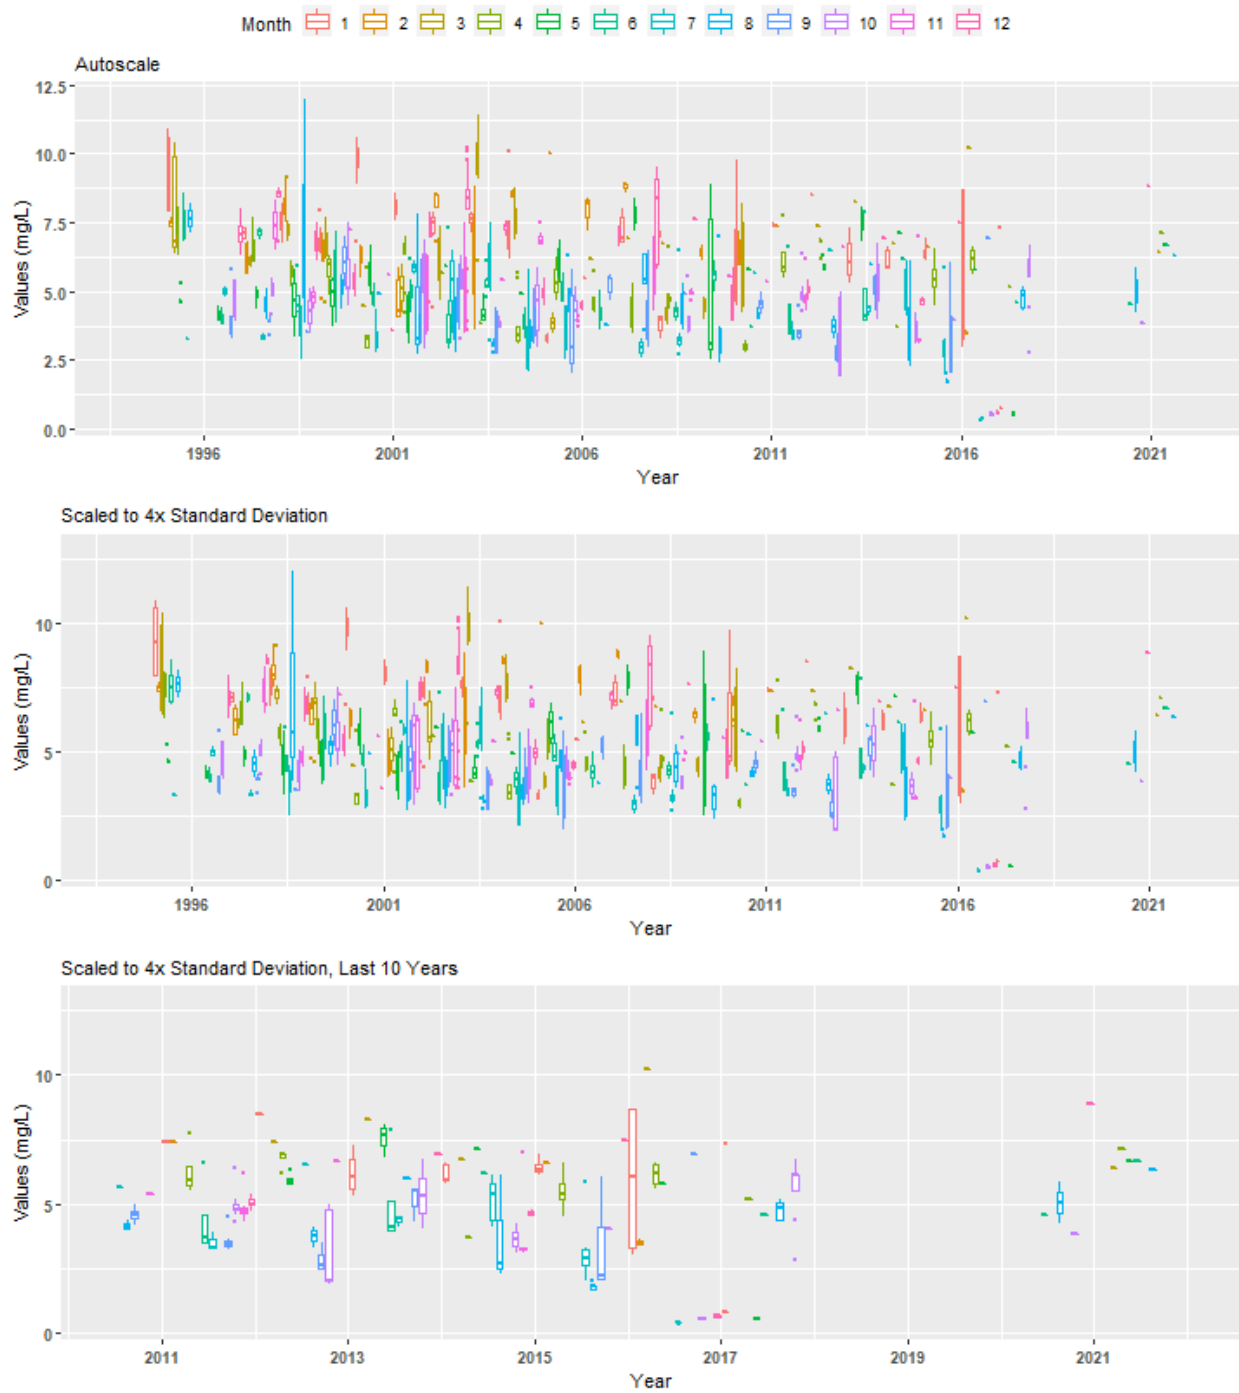 Month 1 2 3 4 5 6 7 8 9 10 11 12
Autoscale
12.5
10.0
7.5
5.0
2.5
0.0
Values (mg/L)
1996 2001 2006 2011 2016 2021
Year
Scaled to 4x Standard Deviation
10
5
0
Values (mg/L)
1996 2001 2006 2011 2016 2021
Year
Scaled to 4x Standard Deviation, Last 10 Years
10
5
0
Values (mg/L)
2011 2013 2015 2017 2019 2021
Year